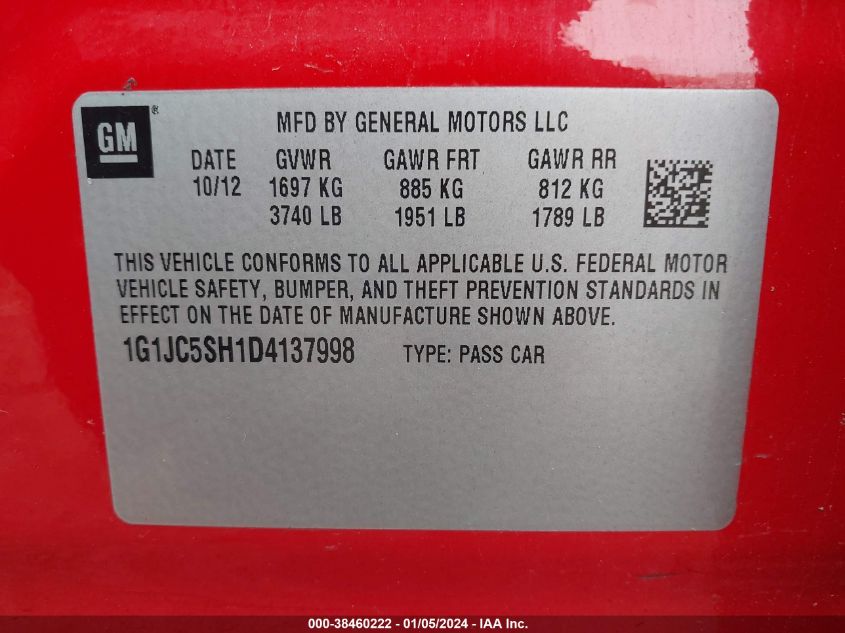 GM ®
MFD BY GENERAL MOTORS LLC
DATE GVWR GAWR FRT GAWR RR
10/12 1697 KG 885 KG 812 KG
3740 LB 1951 LB 1789 LB
THIS VEHICLE CONFORMS TO ALL APPLICABLE U.S. FEDERAL MOTOR
VEHICLE SAFETY, BUMPER, AND THEFT PREVENTION STANDARDS IN
EFFECT ON THE DATE OF MANUFACTURE SHOWN ABOVE.
1G1JC5SH1D4137998 TYPE: PASS CAR
000-38460222 - 01/05/2024 - IAA Inc.